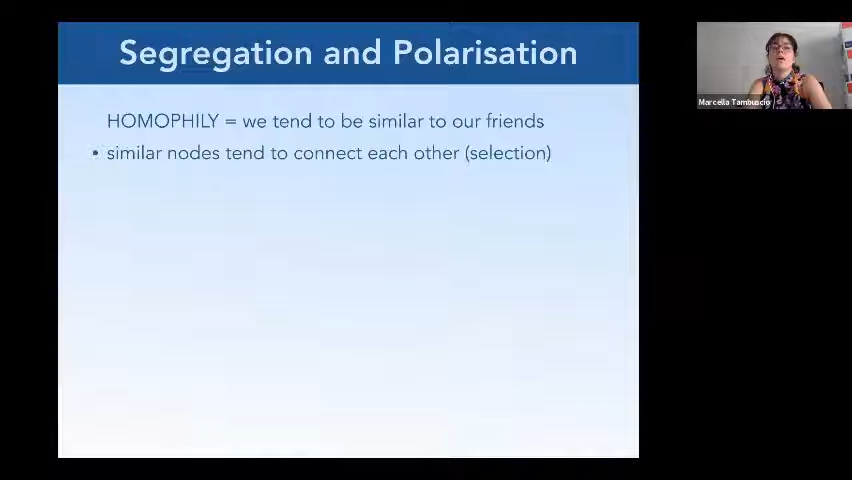 Segregation and Polarisation
HOMOPHILY = we tend to be similar to our friends
• similar nodes tend to connect each other (selection)
Marcella Tambuscio